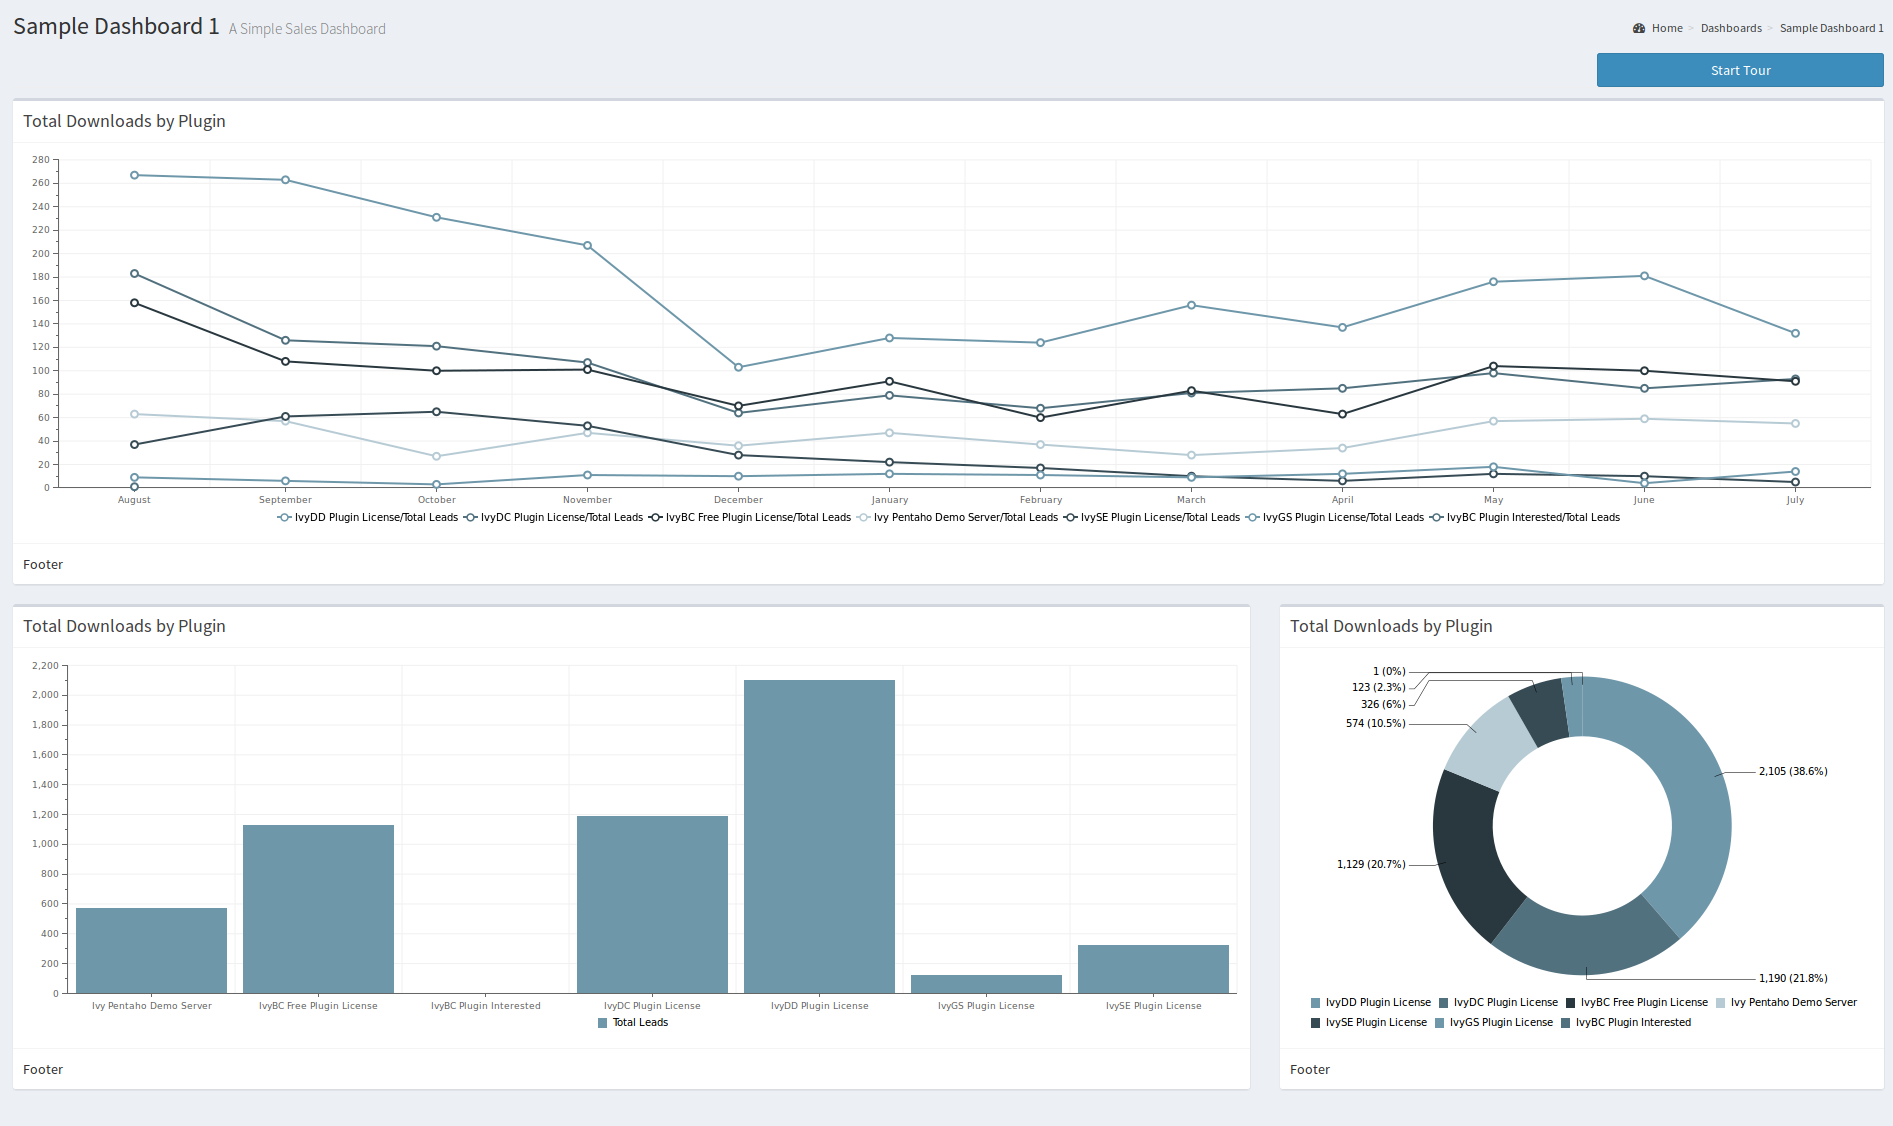 Sample Dashboard 1 A Simple Sales Dashboard
Home > Dashboards > Sample Dashboard 1
Start Tour
Total Downloads by Plugin
280
260
240
220
200
180
160
140
120
100
80
60
40
20
0
August September October November December January February March April May June July
IvyDD Plugin License/Total Leads IvyDC Plugin License/Total Leads IvyBC Free Plugin License/Total Leads Ivy Pentaho Demo Server/Total Leads IvySE Plugin License/Total Leads IvyGS Plugin License/Total Leads IvyBC Plugin Interested/Total Leads
Footer
Total Downloads by Plugin
2,200
2,000
1,800
1,600
1,400
1,200
1,000
800
600
400
200
0
Ivy Pentaho Demo Server IvyBC Free Plugin License IvyBC Plugin Interested IvyDC Plugin License IvyDD Plugin License IvyGS Plugin License IvySE Plugin License
Total Leads
Footer
Total Downloads by Plugin
1 (0%)
123 (2.3%)
326 (6%)
574 (10.5%)
2,105 (38.6%)
1,129 (20.7%)
1,190 (21.8%)
IvyDD Plugin License IvyDC Plugin License IvyBC Free Plugin License Ivy Pentaho Demo Server
IvySE Plugin License IvyGS Plugin License IvyBC Plugin Interested
Footer